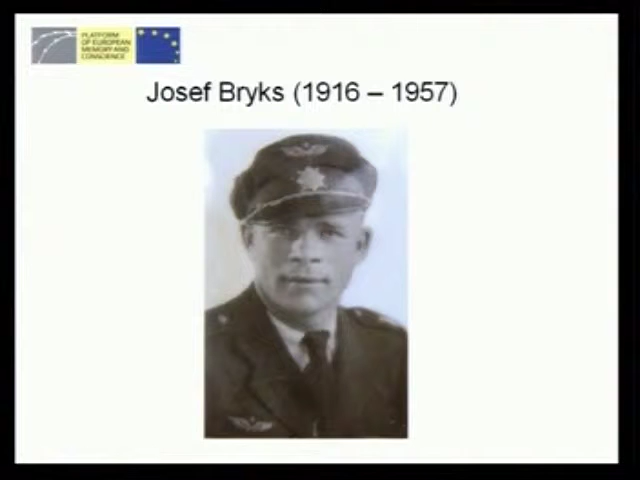 PLATFORM
OF EUROPEAN
MEMORY AND
CONSCIENCE
Josef Bryks (1916 – 1957)